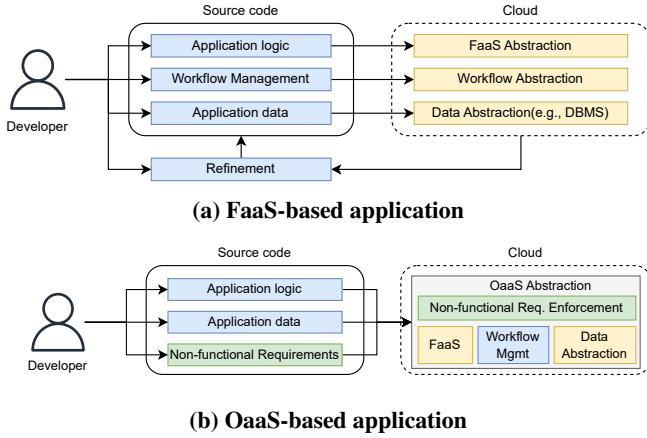 Source code
Cloud
Application logic
FaaS Abstraction
Workflow Management
Workflow Abstraction
Application data
Data Abstraction(e.g., DBMS)
Developer
Refinement
(a) FaaS-based application
Source code
Cloud
OaaS Abstraction
Application logic
Non-functional Req. Enforcement
Application data
FaaS
Workflow
Mgmt
Data
Abstraction
Non-functional Requirements
Developer
(b) OaaS-based application